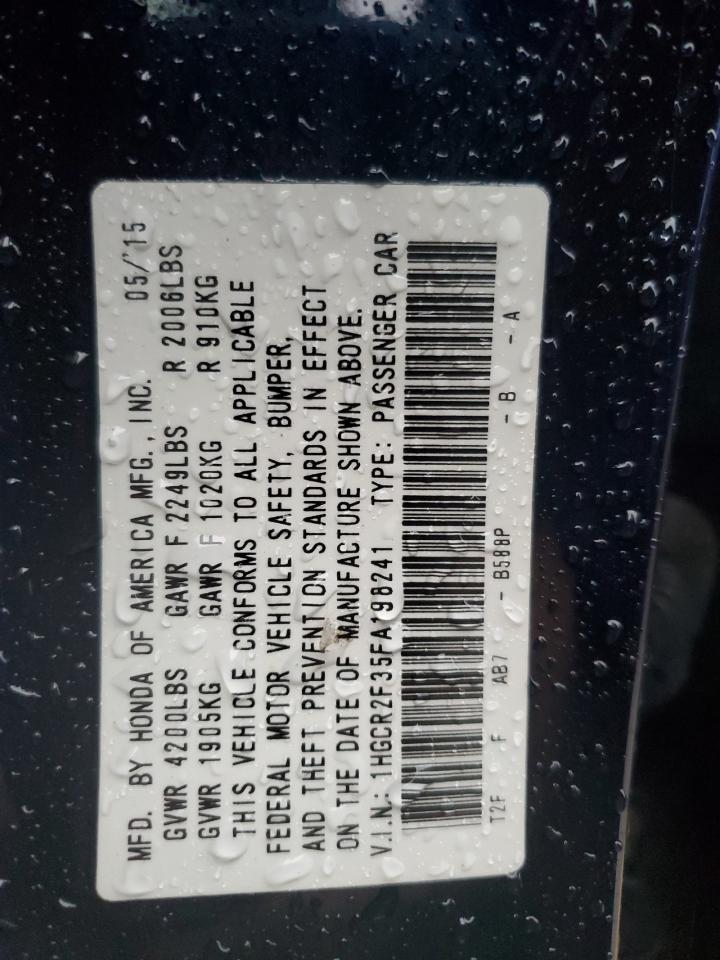 MFD. BY HONDA OF AMERICA MFG., INC. 05/'15
GVWR 4200LBS GAWR F 2249LBS R 2006LBS
GVWR 1905KG GAWR F 1020KG R 910KG
THIS VEHICLE CONFORMS TO ALL APPLICABLE
FEDERAL MOTOR VEHICLE SAFETY, BUMPER,
AND THEFT PREVENTION STANDARDS IN EFFECT
ON THE DATE OF MANUFACTURE SHOWN ABOVE.
V.I.N.: 1HGCR2F35FA198241 TYPE: PASSENGER CAR
T2F F AB7 - B588P - B - A